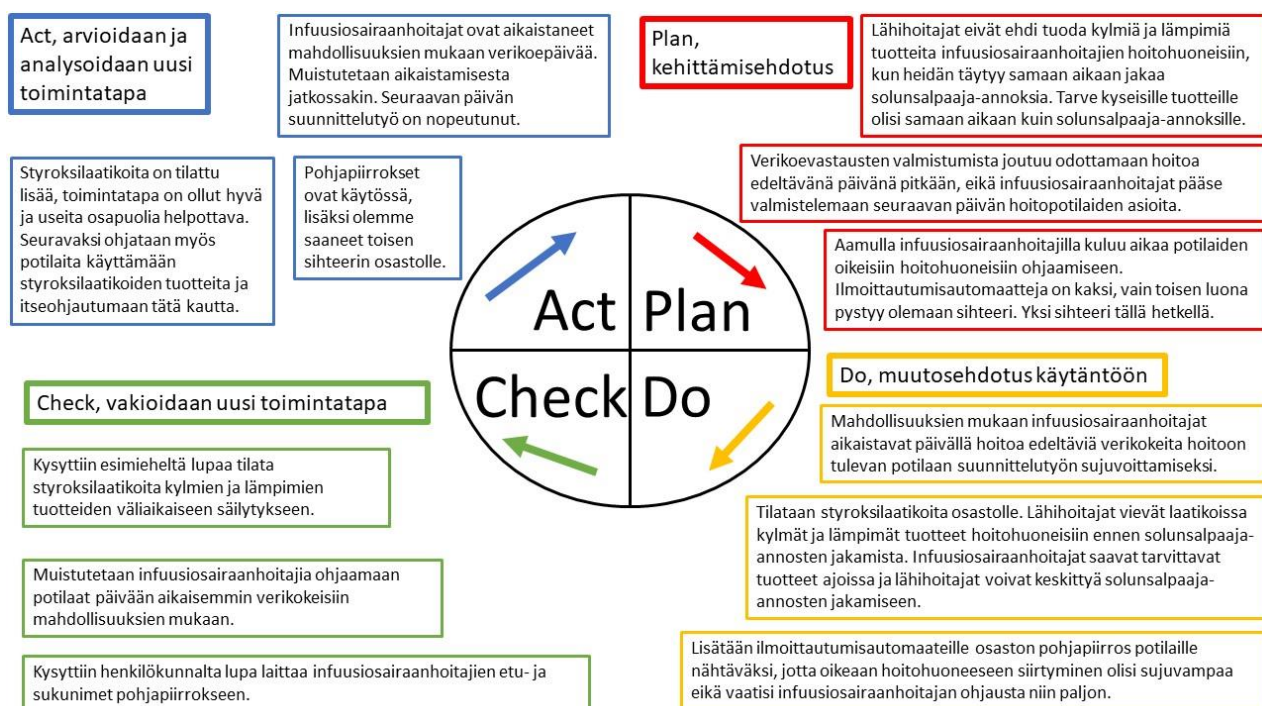 Act, arvioidaan ja
analysoidaan uusi
toimintatapa
Infuusiosairaanhoitajat ovat aikaistaneet
mahdollisuuksien mukaan verikoepäivää.
Muistutetaan aikaistamisesta
jatkossakin. Seuraavan päivän
suunnittelutyö on nopeutunut.
Styroksilaatikoita on tilattu
lisää, toimintatapa on ollut hyvä
ja useita osapuolia helpottava.
Seuravaksi ohjataan myös
potilaita käyttämään
styroksilaatikoiden tuotteita ja
itseohjautumaan tätä kautta.
Pohjapiirrokset
ovat käytössä,
lisäksi olemme
saaneet toisen
sihteerin osastolle.
Plan,
kehittämisehdotus
Lähihoitajat eivät ehdi tuoda kylmiä ja lämpimiä
tuotteita infuusiosairaanhoitajien hoitohuoneisiin,
kun heidän täytyy samaan aikaan jakaa
solunsalpaaja-annoksia. Tarve kyseisille tuotteille
olisi samaan aikaan kuin solunsalpaaja-annoksille.
Verikoevastausten valmistumista joutuu odottamaan hoitoa
edeltävänä päivänä pitkään, eikä infuusiosairaanhoitajat pääse
valmistelemaan seuraavan päivän hoitopotilaiden asioita.
Aamulla infuusiosairaanhoitajilla kuluu aikaa potilaiden
oikeisiin hoitohuoneisiin ohjaamiseen.
Ilmoittautumisautomaatteja on kaksi, vain toisen luona
pystyy olemaan sihteeri. Yksi sihteeri tällä hetkellä.
Act Plan
Check Do
Check, vakioidaan uusi toimintatapa
Kysyttiin esimieheltä lupaa tilata
styroksilaatikoita kylmien ja lämpimien
tuotteiden väliaikaiseen säilytykseen.
Muistutetaan infuusiosairaanhoitajia ohjaamaan
potilaat päivään aikaisemmin verikokeisiin
mahdollisuuksien mukaan.
Kysyttiin henkilökunnalta lupa laittaa infuusiosairaanhoitajien etu- ja
sukunimet pohjapiirrokseen.
Do, muutosehdotus käytäntöön
Mahdollisuuksien mukaan infuusiosairaanhoitajat
aikaistavat päivällä hoitoa edeltäviä verikokeita hoitoon
tulevan potilaan suunnittelutyön sujuvoittamiseksi.
Tilataan styroksilaatikoita osastolle. Lähihoitajat vievät laatikoissa
kylmät ja lämpimät tuotteet hoitohuoneisiin ennen solunsalpaaja-
annosten jakamista. Infuusiosairaanhoitajat saavat tarvittavat
tuotteet ajoissa ja lähihoitajat voivat keskittyä solunsalpaaja-
annosten jakamiseen.
Lisätään ilmoittautumisautomaateille osaston pohjapiirros potilaille
nähtäväksi, jotta oikeaan hoitohuoneeseen siirtyminen olisi sujuvampaa
eikä vaatisi infuusiosairaanhoitajan ohjausta niin paljon.